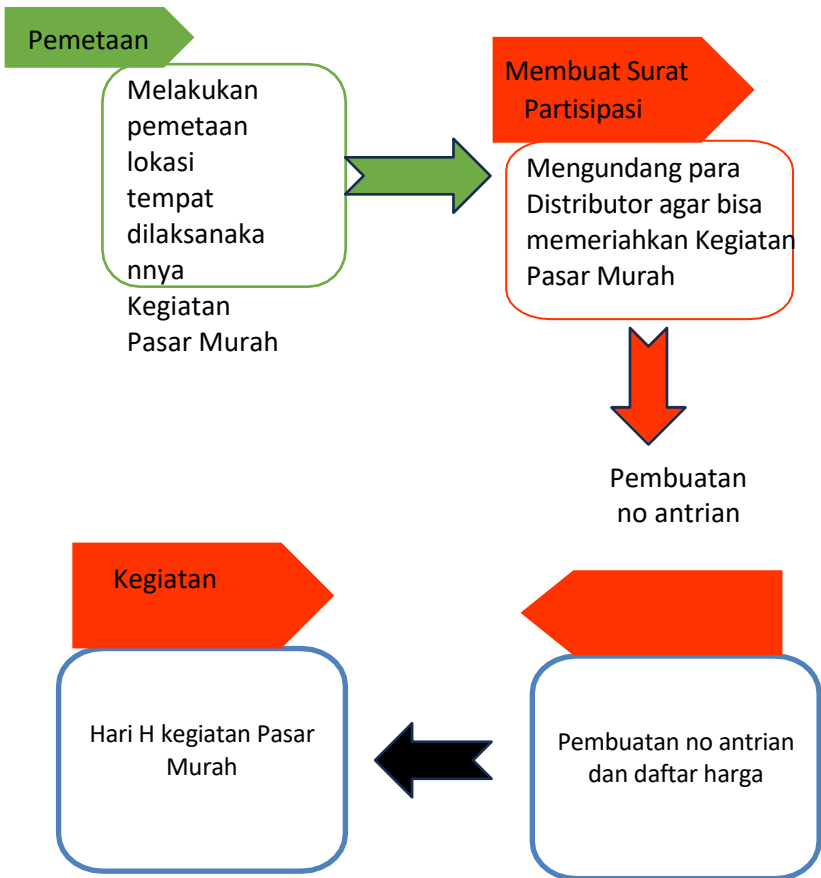 Pemetaan
Melakukan
pemetaan
lokasi
tempat
dilaksanaka
nnya
Kegiatan
Pasar Murah
Membuat Surat
Partisipasi
Mengundang para
Distributor agar bisa
memeriahkan Kegiatan
Pasar Murah
Pembuatan
no antrian
Pembuatan no antrian
dan daftar harga
Kegiatan
Hari H kegiatan Pasar
Murah